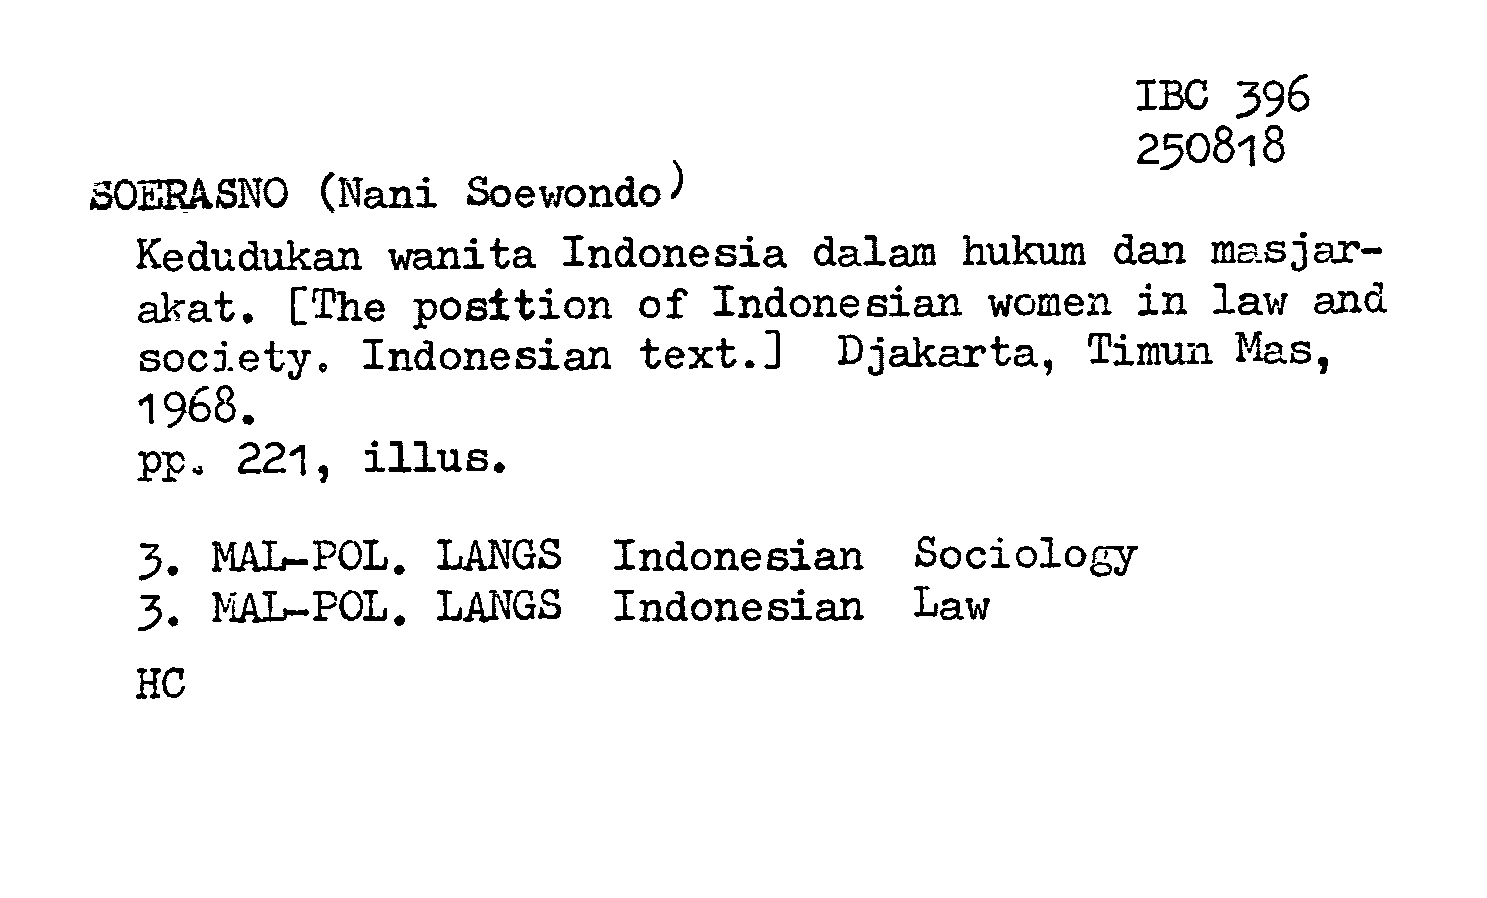 IBC 396
250818
SOERASNO (Nani Soewondo)
Kedudukan wanita Indonesia dalam hukum dan masjar-
akat. [The position of Indonesian women in law and
society. Indonesian text.] Djakarta, Timun Mas,
1968.
pp. 221, illus.
3. MAL-POL. LANGS Indonesian Sociology
3. MAL-POL. LANGS Indonesian Law
HC